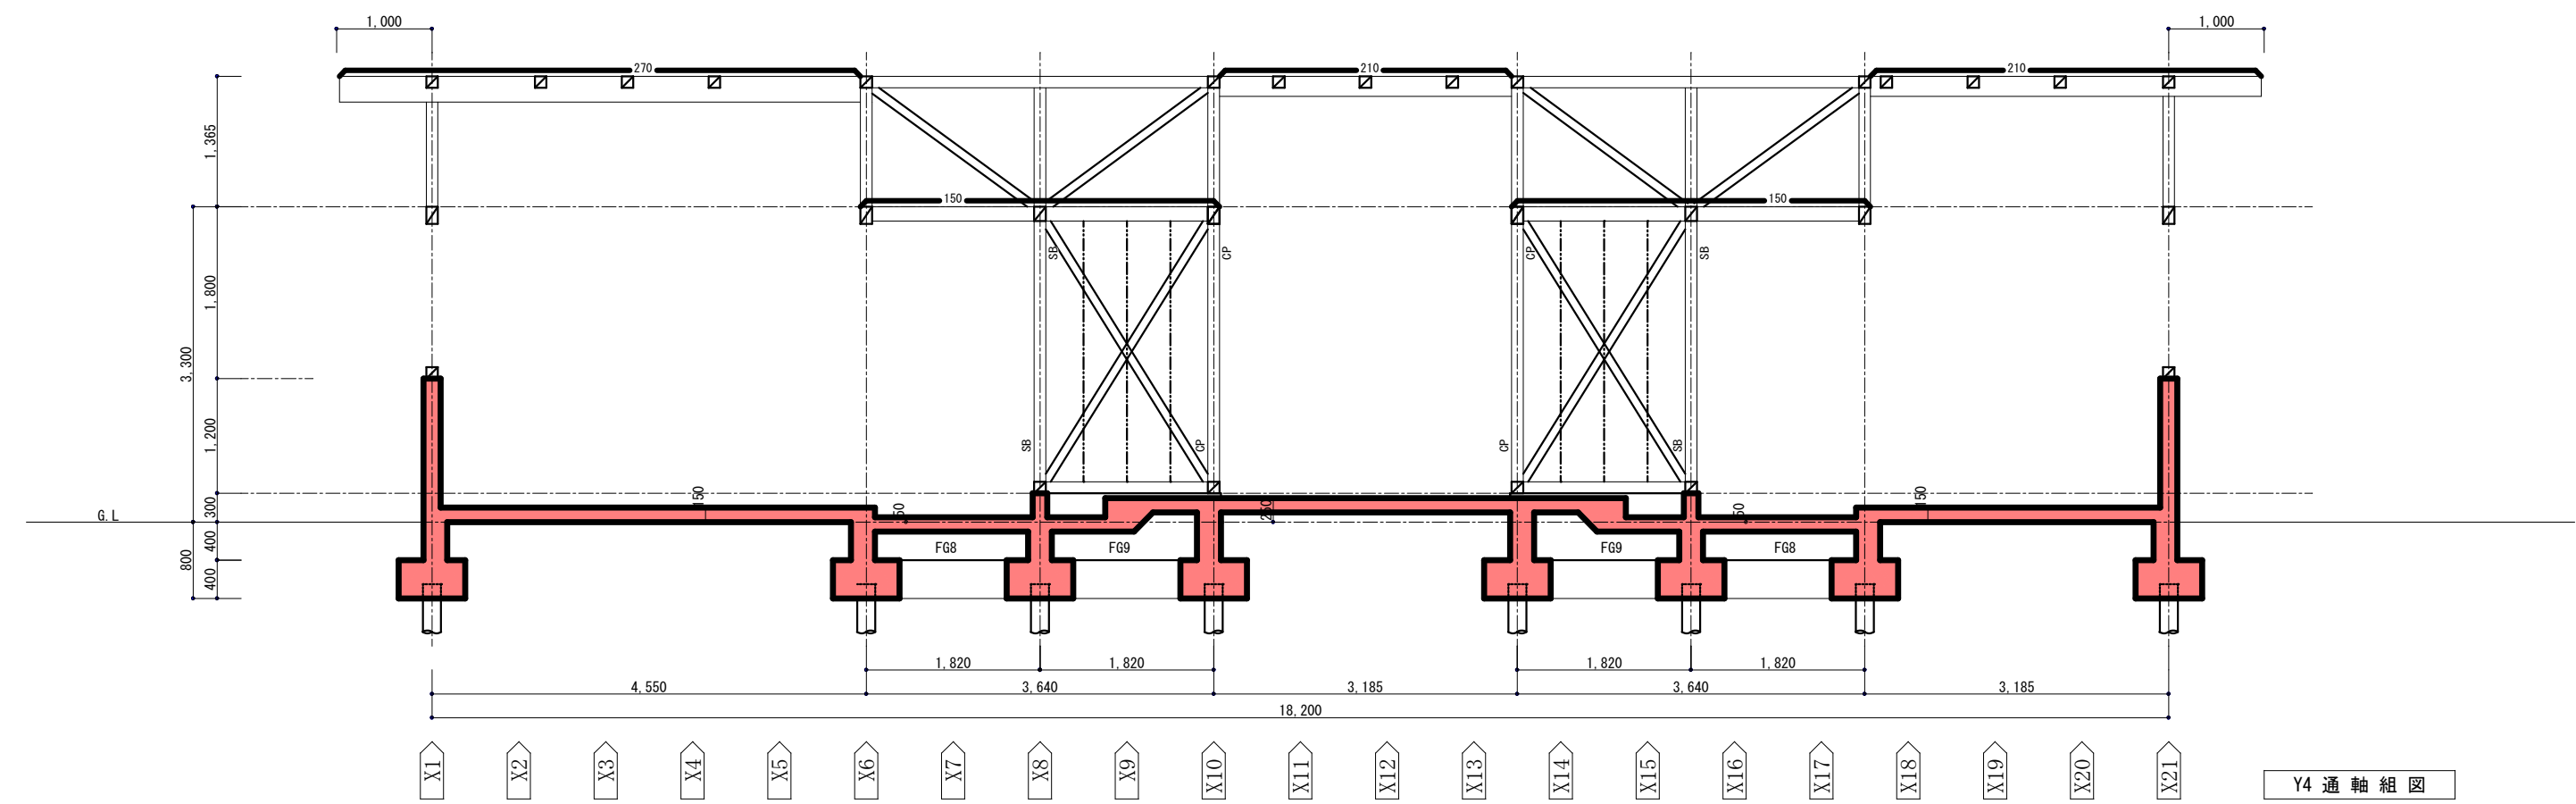 1,000
1,000
270
210
210
1,365
150
150
SB
CP
CP
SB
1,800
3,300
1,200
SB
CP
CP
SB
150
150
300
G.L
50
250
50
400
800
400
FG8
FG9
FG9
FG8
1,820
1,820
1,820
1,820
4,550
3,640
3,185
3,640
3,185
18,200
X1
X2
X3
X4
X5
X6
X7
X8
X9
X10
X11
X12
X13
X14
X15
X16
X17
X18
X19
X20
X21
Y4 通 軸 組 図